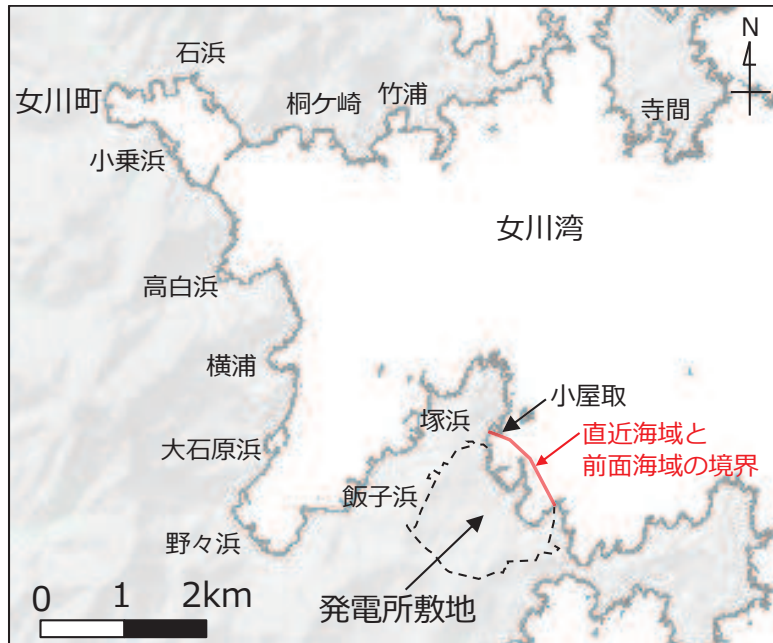 N
石浜
女川町
桐ケ崎
竹浦
寺間
小乗浜
女川湾
高白浜
横浦
小屋取
塚浜
直近海域と
前面海域の境界
大石原浜
飯子浜
野々浜
発電所敷地
0 1 2km